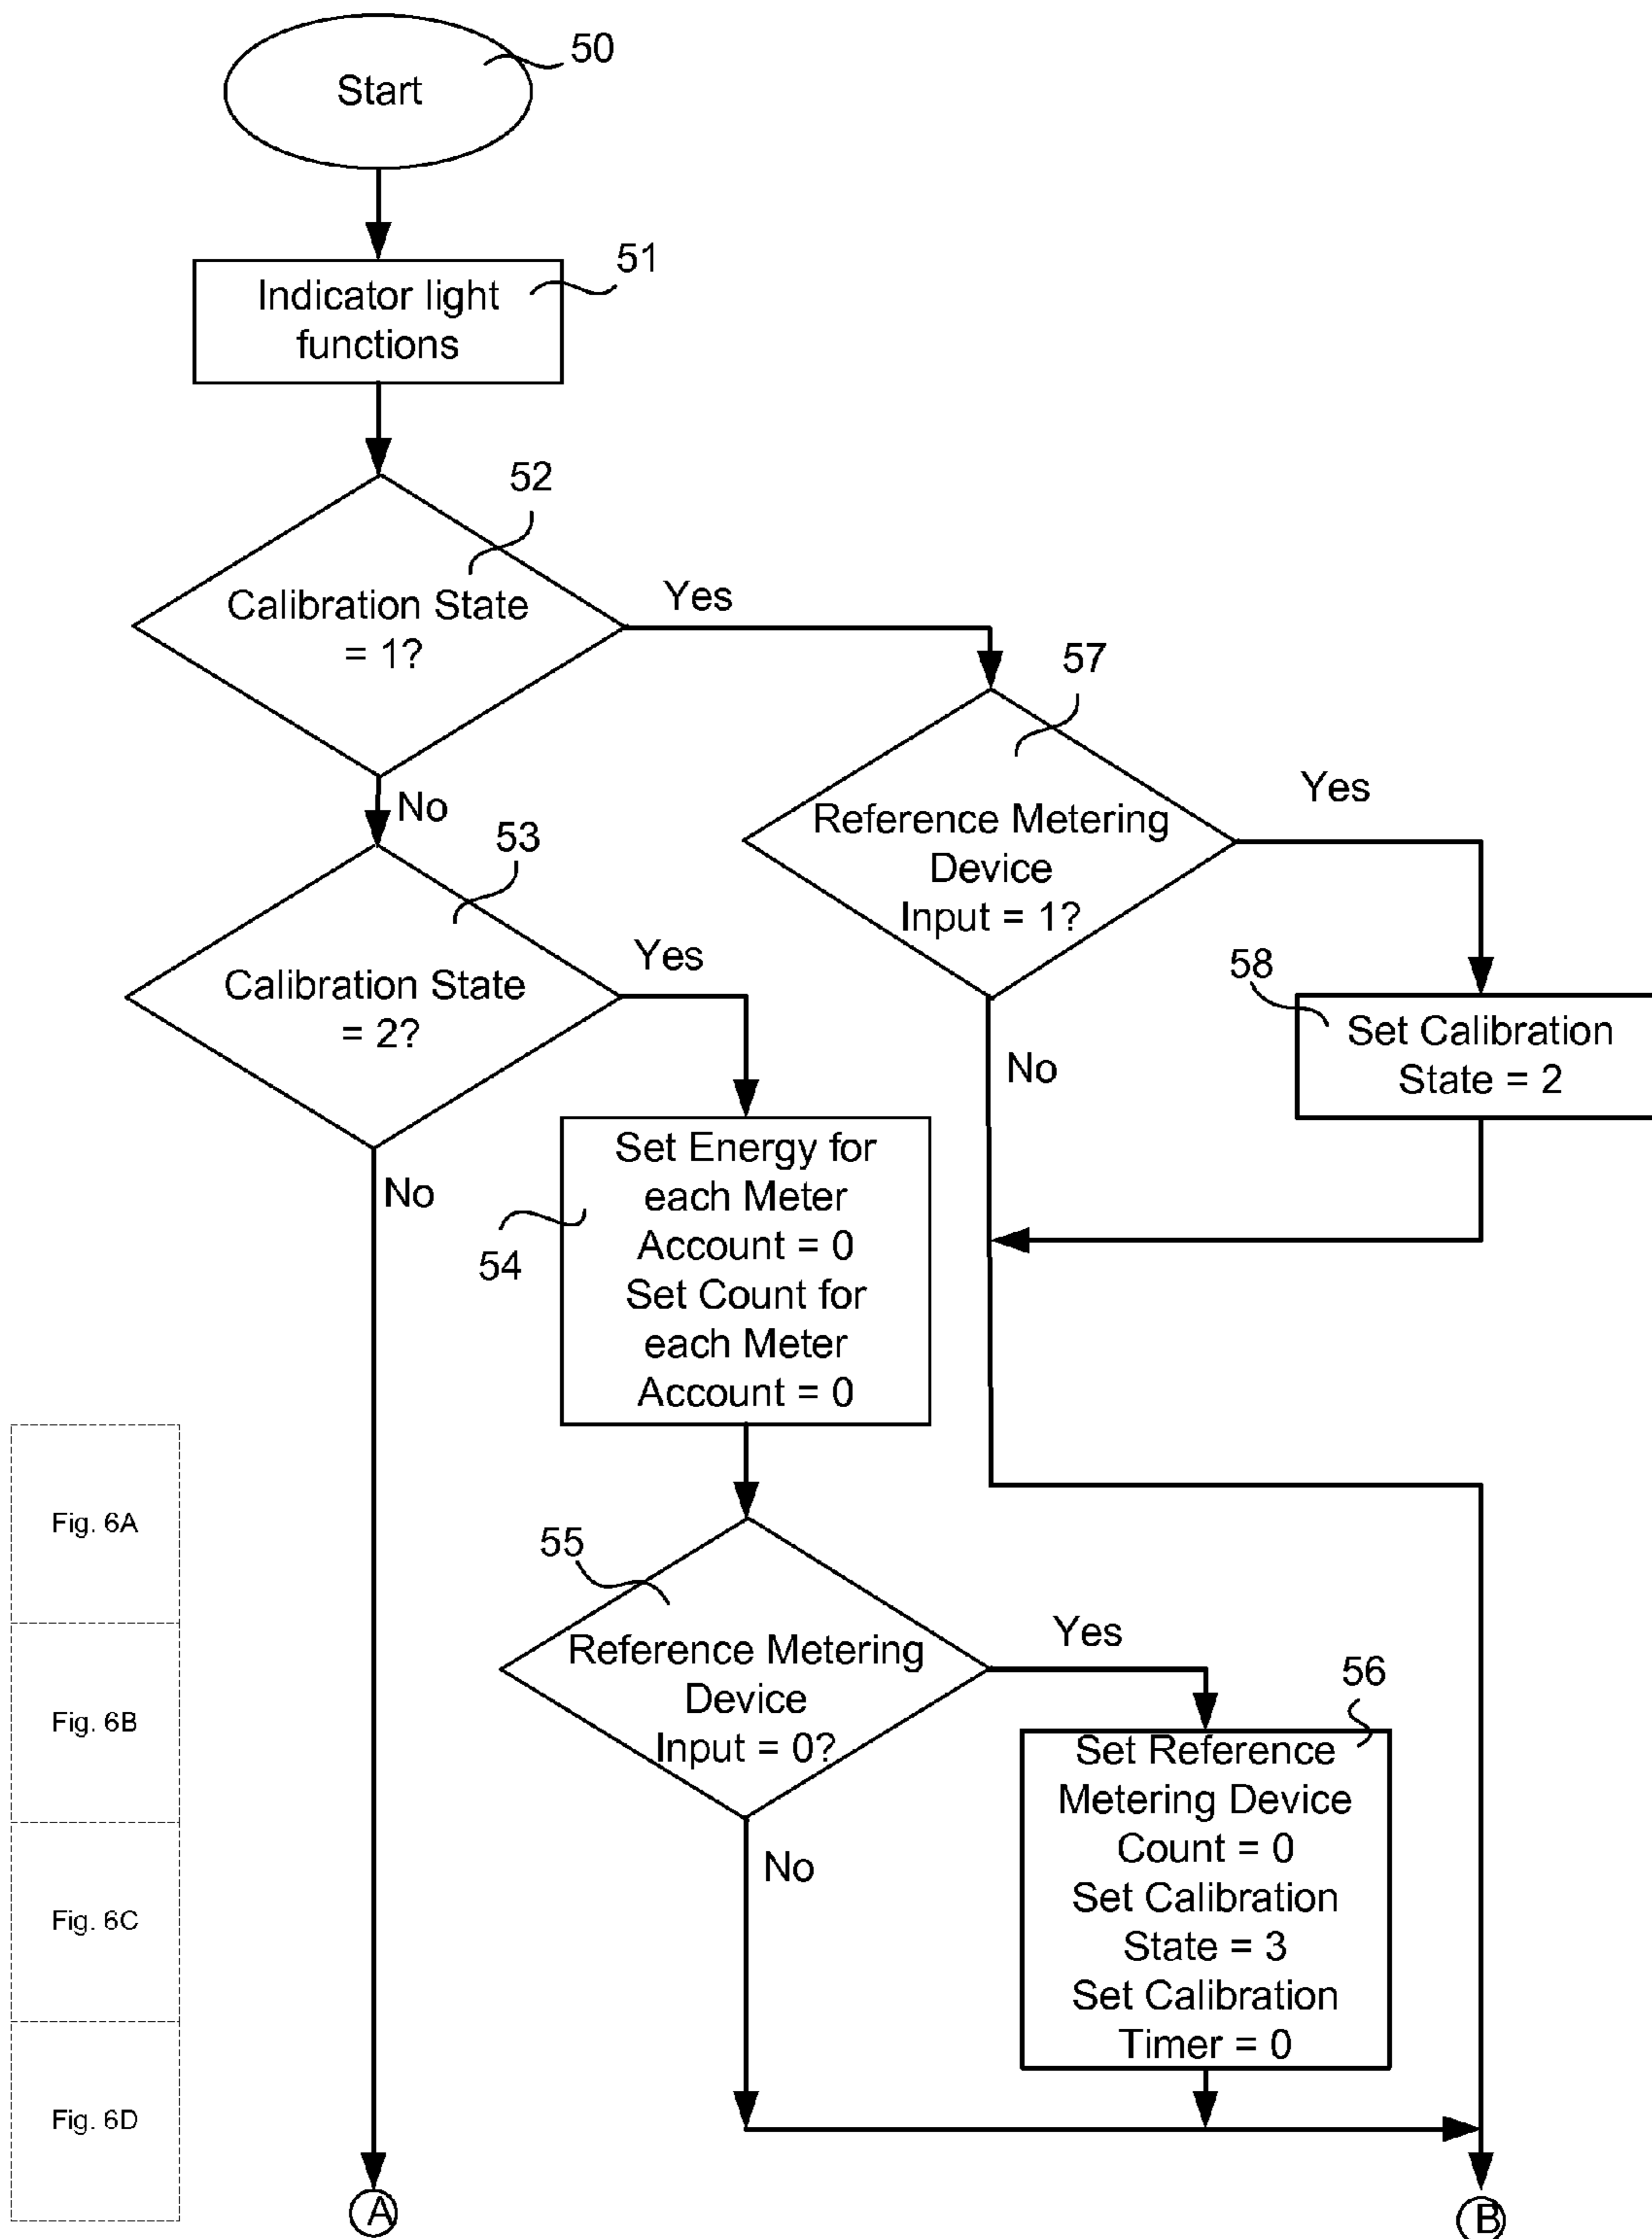 50
Start
51
Indicator light
functions
52
Calibration State
= 1?
Yes
57
Reference Metering
Device
Input = 1?
Yes
No
53
Calibration State
= 2?
Yes
58
Set Calibration
State = 2
No
No
54
Set Energy for
each Meter
Account = 0
Set Count for
each Meter
Account = 0
55
Reference Metering
Device
Input = 0?
Yes
56
Set Reference
Metering Device
Count = 0
Set Calibration
State = 3
Set Calibration
Timer = 0
No
Fig. 6A
Fig. 6B
Fig. 6C
Fig. 6D
A
B